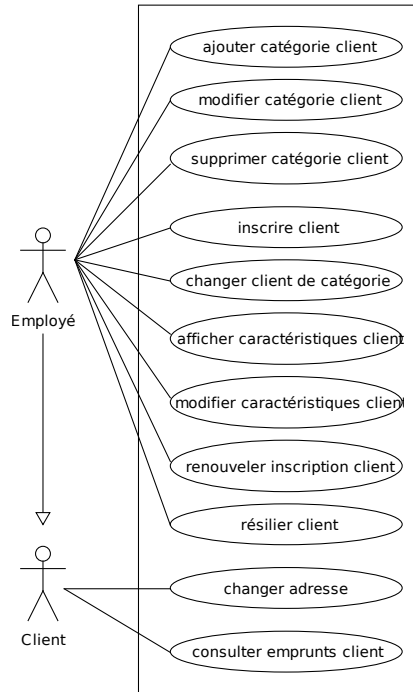 ajouter catégorie client
modifier catégorie client
supprimer catégorie client
inscrire client
changer client de catégorie
Employé
afficher caractéristiques client
modifier caractéristiques client
renouveler inscription client
résilier client
changer adresse
Client
consulter emprunts client